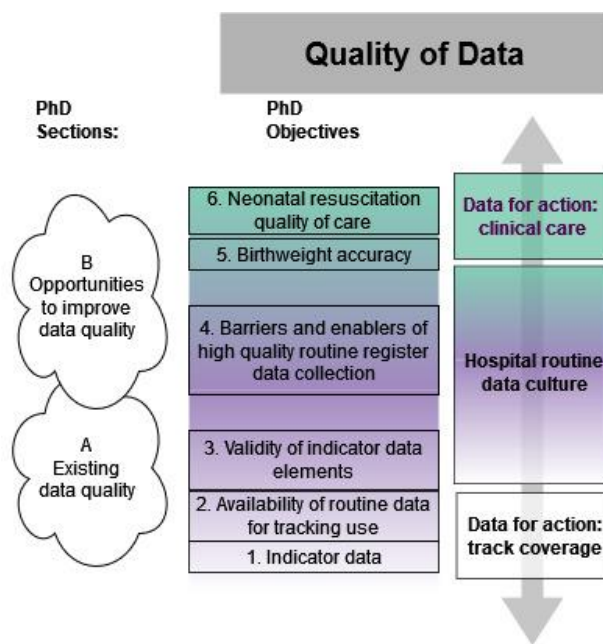 Quality of Data
PhD
Sections:
PhD
Objectives
6. Neonatal resuscitation
quality of care
5. Birthweight accuracy
4. Barriers and enablers of
high quality routine register
data collection
3. Validity of indicator data
elements
2. Availability of routine data
for tracking use
1. Indicator data
B
Opportunities
to improve
data quality
A
Existing
data quality
Data for action:
clinical care
Hospital routine
data culture
Data for action:
track coverage